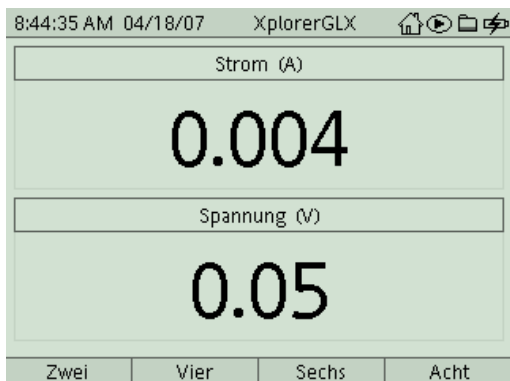 8:44:35 AM 04/18/07 XplorerGLX
Strom (A)
0.004
Spannung (V)
0.05
Zwei Vier Sechs Acht